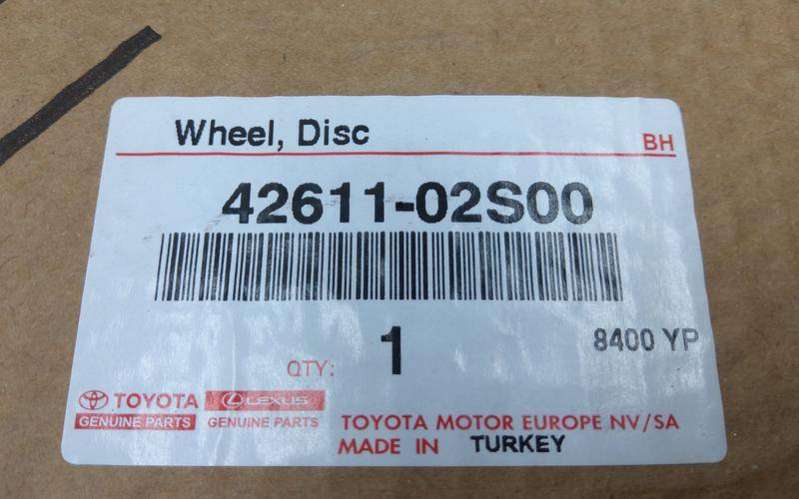 Wheel, Disc
BH
42611-02S00
QTY: 1
8400 YP
TOYOTA
GENUINE PARTS
LEXUS
GENUINE PARTS
TOYOTA MOTOR EUROPE NV/SA
MADE IN TURKEY